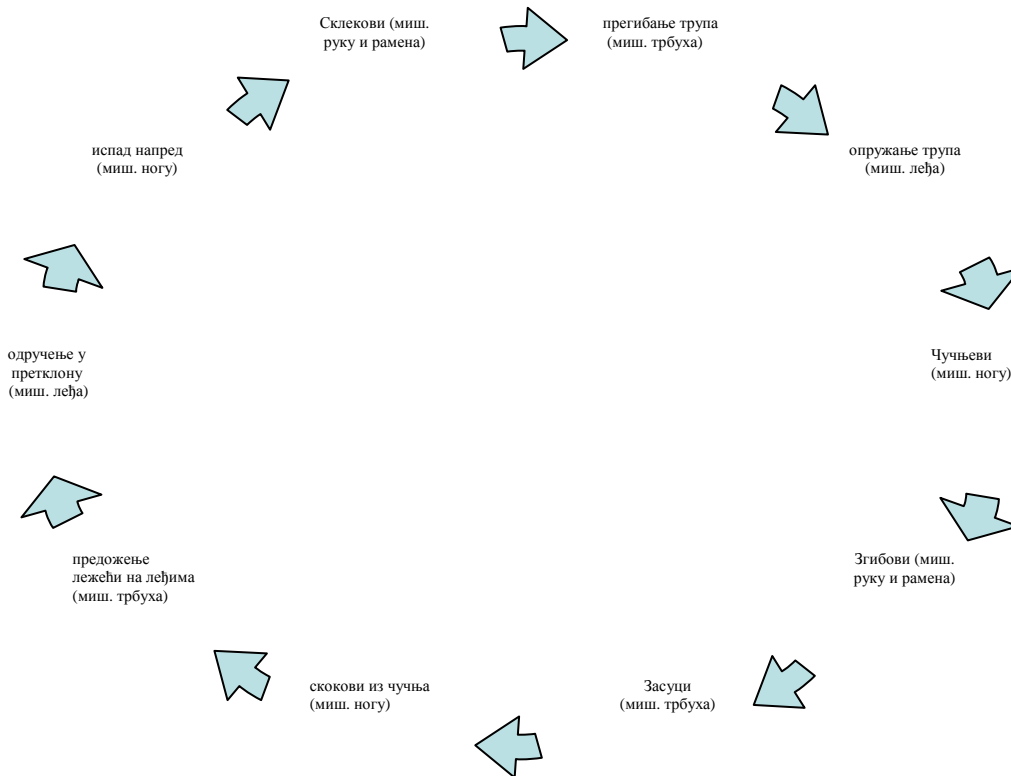 Склекови (миш.
руку и рамена)
прегибање трупа
(миш. трбуха)
опружање трупа
(миш. леђа)
Чучњеви
(миш. ногу)
Згибови (миш.
руку и рамена)
Засуци
(миш. трбуха)
скокови из чучња
(миш. ногу)
предожење
лежећи на леђима
(миш. трбуха)
одручење у
претклону
(миш. леђа)
испад напред
(миш. ногу)